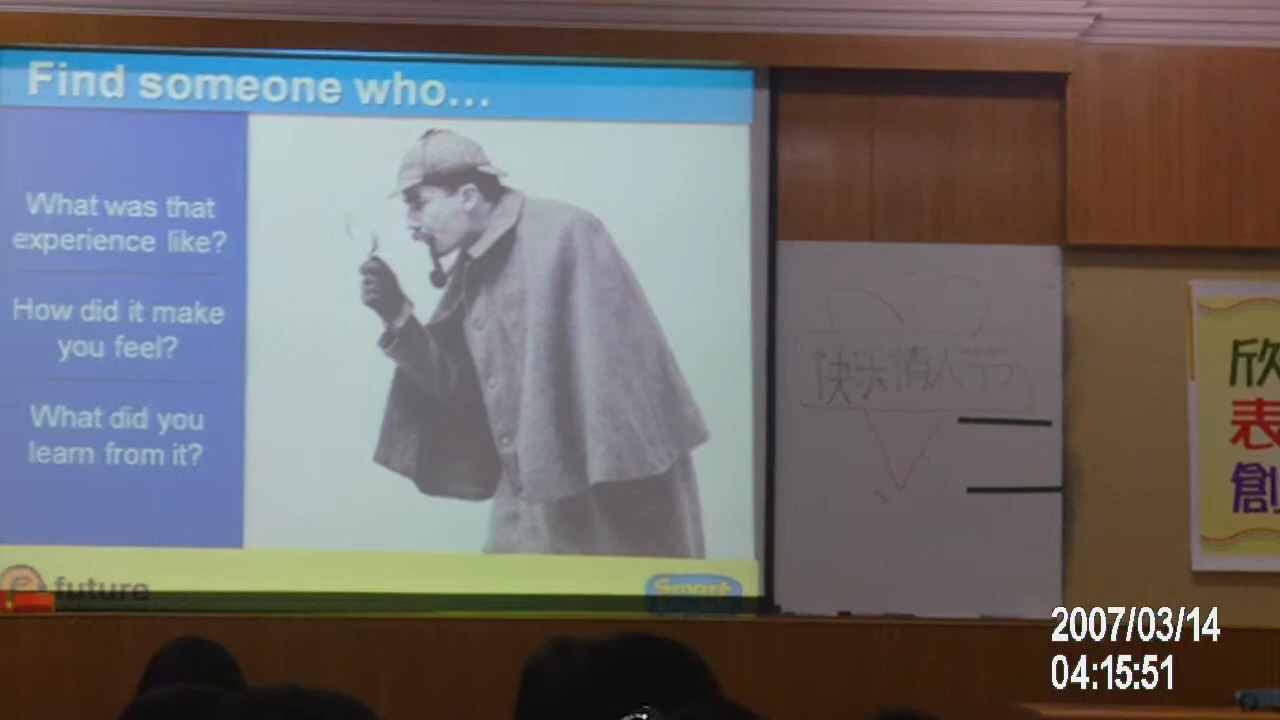 Find someone who...
What was that
experience like?
How did it make
you feel?
What did you
learn from it?
e-future
Smart
快乐情人节
欣
表
創
2007/03/14
04:15:51